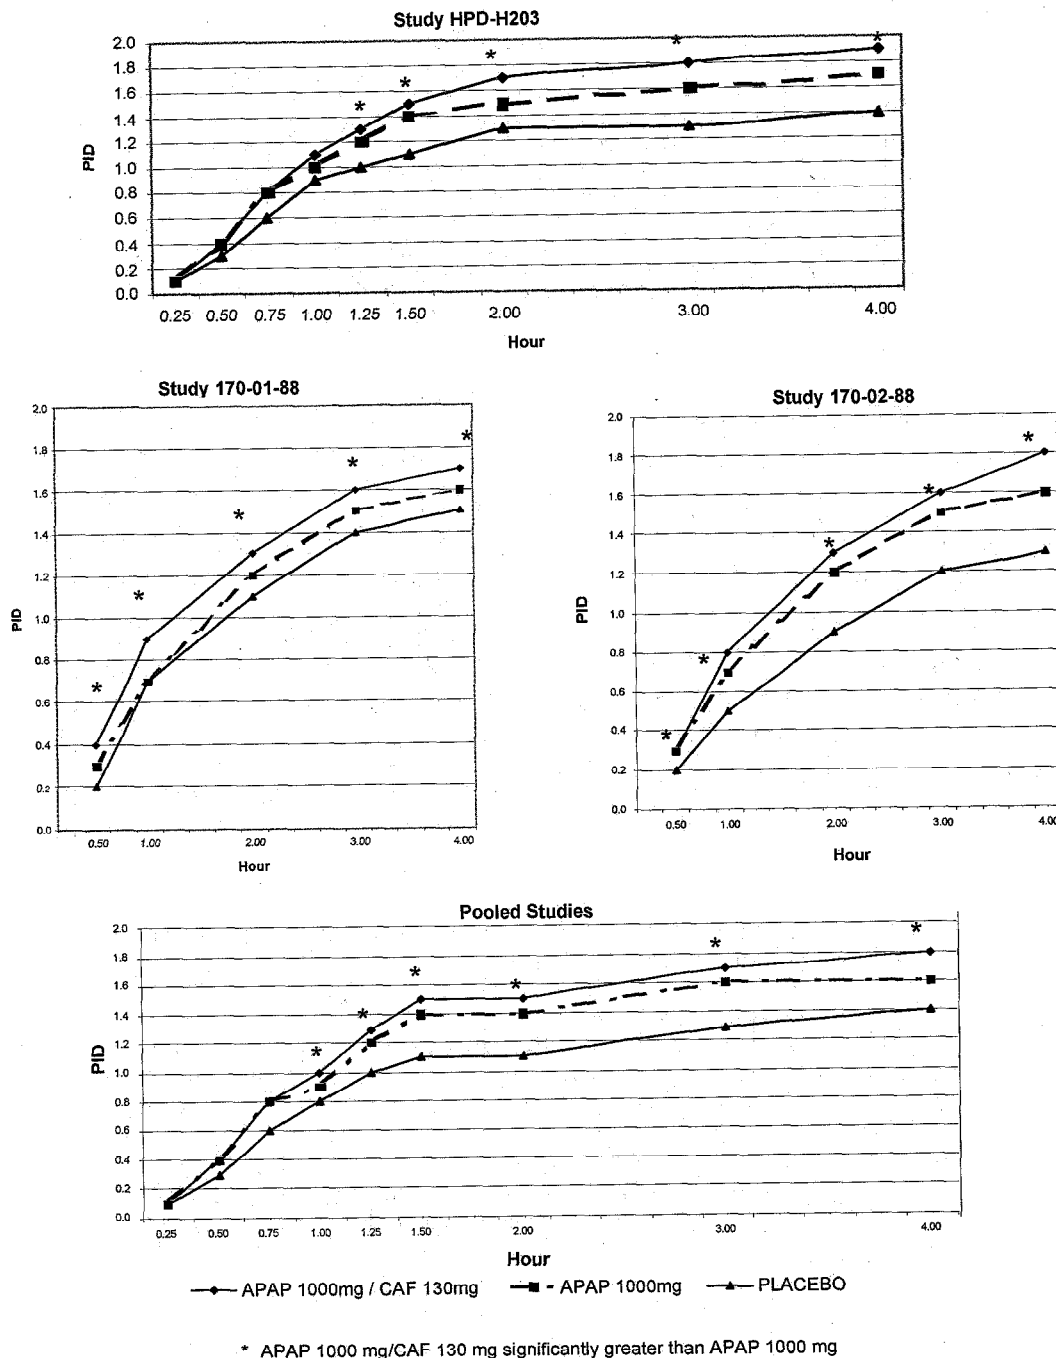 Study HPD-H203
2.0
1.8
1.6
1.4
1.2
1.0
0.8
0.6
0.4
0.2
0.0
PID
0.25 0.50 0.75 1.00 1.25 1.50 2.00 3.00 4.00
Hour
* * * * *
Study 170-01-88
2.0
1.8
1.6
1.4
1.2
1.0
0.8
0.6
0.4
0.2
0.0
PID
0.50 1.00 2.00 3.00 4.00
Hour
* * * * *
Study 170-02-88
2.0
1.8
1.6
1.4
1.2
1.0
0.8
0.6
0.4
0.2
0.0
PID
0.50 1.00 2.00 3.00 4.00
Hour
* * * * *
Pooled Studies
2.0
1.8
1.6
1.4
1.2
1.0
0.8
0.6
0.4
0.2
0.0
PID
0.25 0.50 0.75 1.00 1.25 1.50 2.00 3.00 4.00
Hour
* * * * * *
APAP 1000mg / CAF 130mg APAP 1000mg PLACEBO
* APAP 1000 mg/CAF 130 mg significantly greater than APAP 1000 mg